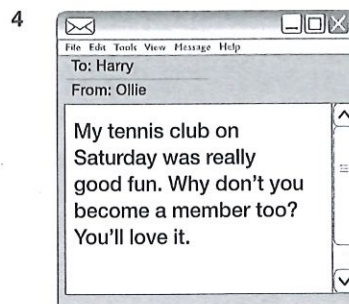 4
File Edit Tools View Message Help
To: Harry
From: Ollie
My tennis club on
Saturday was really
good fun. Why don't you
become a member too?
You'll love it.